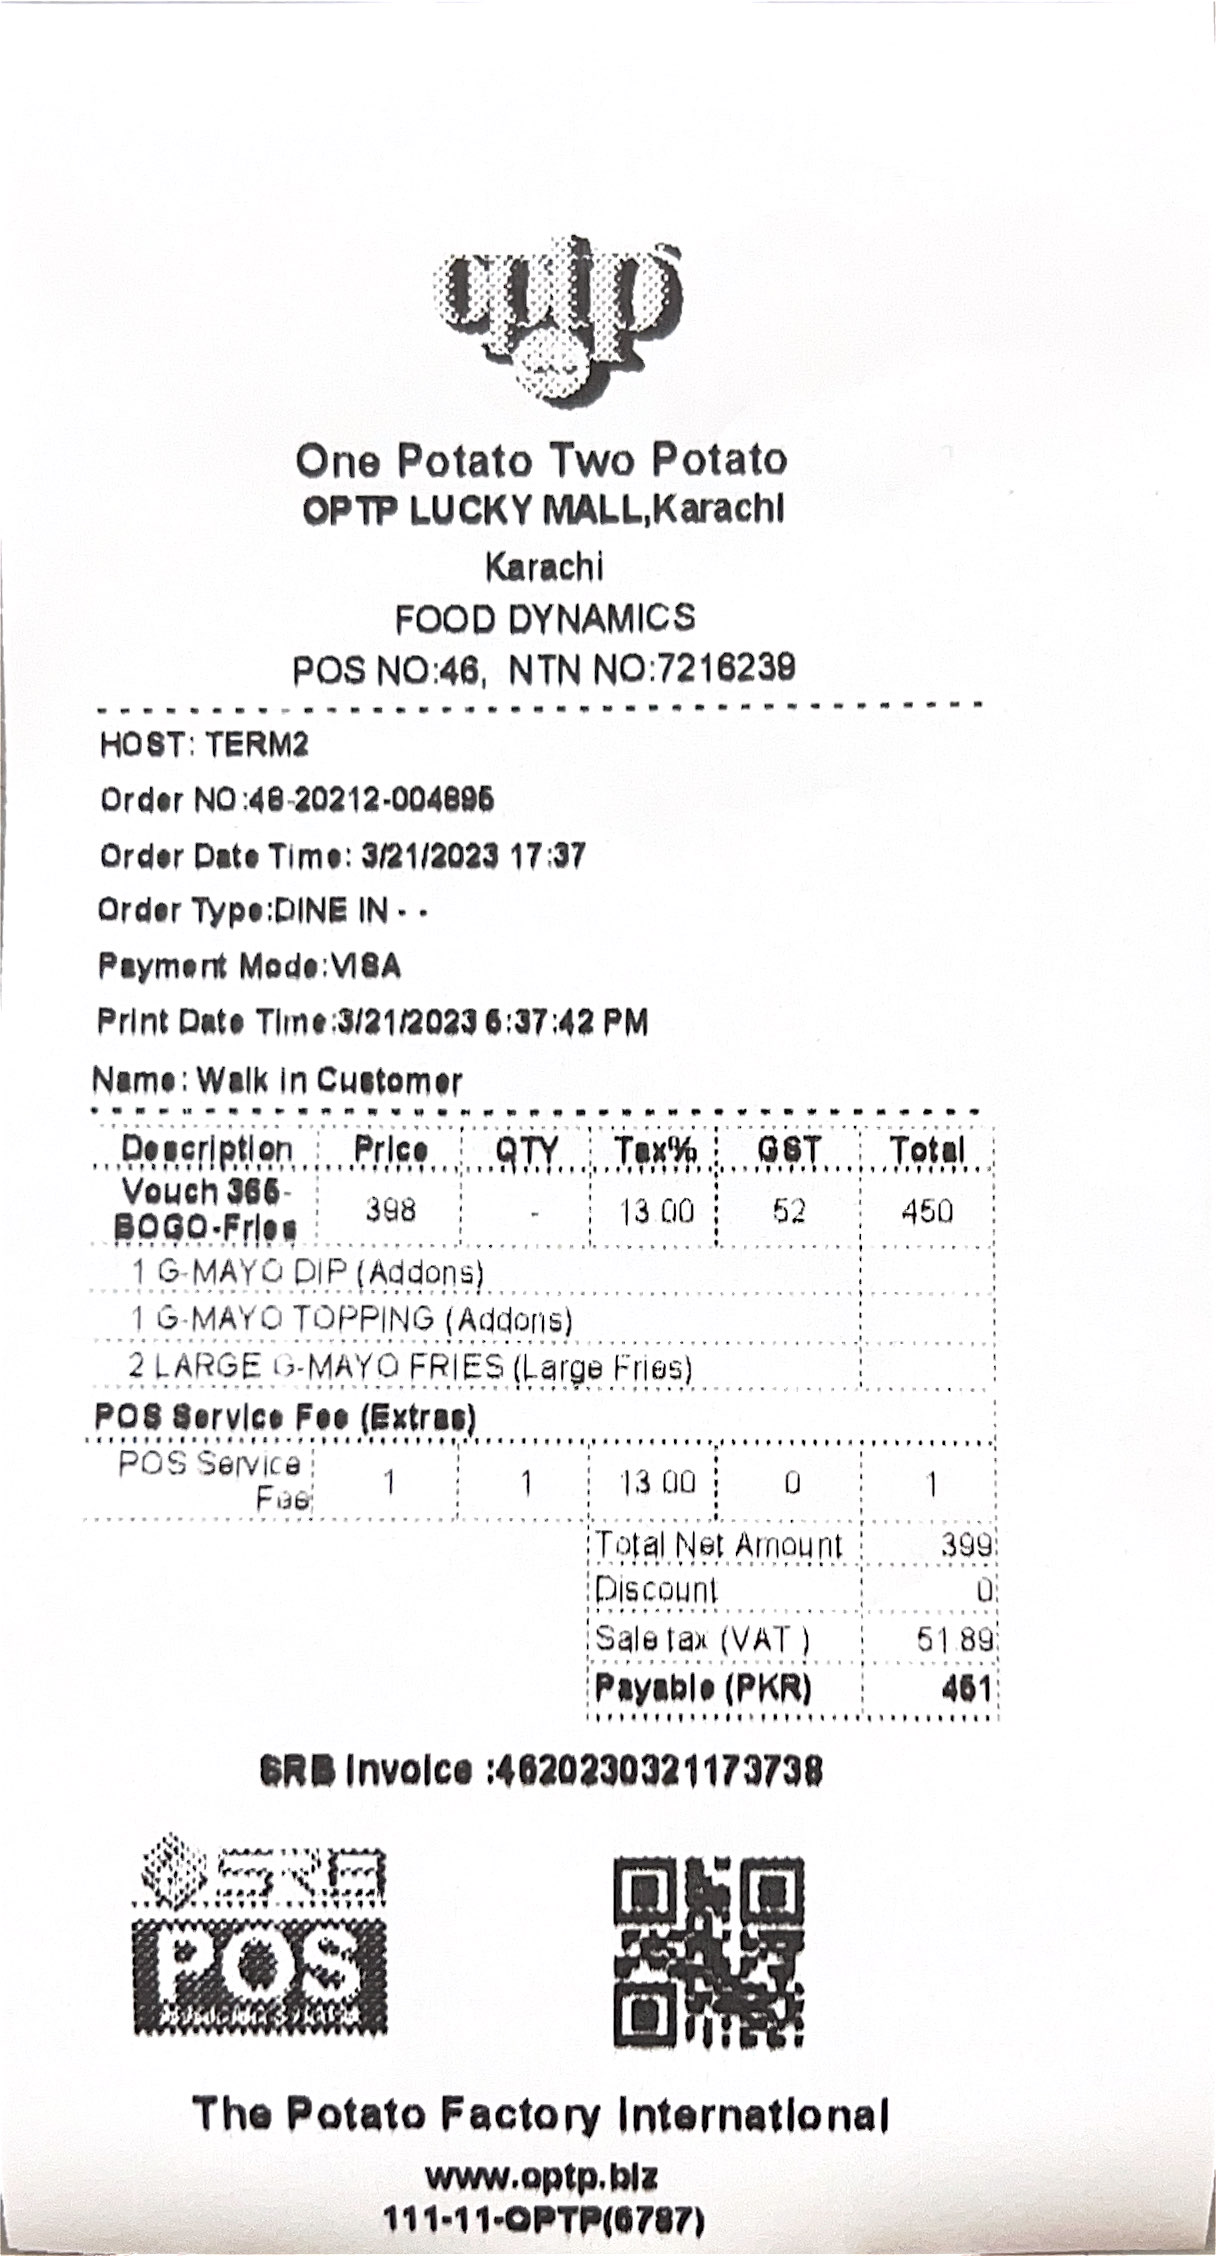 optp
One Potato Two Potato
OPTP LUCKY MALL,Karachi
Karachi
FOOD DYNAMICS
POS NO:46, NTN NO:7216239
HOST: TERM2
Order NO:46-20212-004895
Order Date Time: 3/21/2023 17:37
Order Type:DINE IN - -
Payment Mode:VISA
Print Date Time:3/21/2023 5:37:42 PM
Name: Walk in Customer
Description Price QTY Tax% GST Total
Vouch 366-
BOGO-Fries 398 - 13.00 52 450
1 G-MAYO DIP (Addons)
1 G-MAYO TOPPING (Addons)
2 LARGE G-MAYO FRIES (Large Fries)
POS Service Fee (Extras)
POS Service
Fee 1 1 13.00 0 1
Total Net Amount 399
Discount 0
Sale tax (VAT ) 51.89
Payable (PKR) 451
SRB Invoice :4620230321173738
SRB
POS
The Potato Factory International
www.optp.biz
111-11-OPTP(6787)